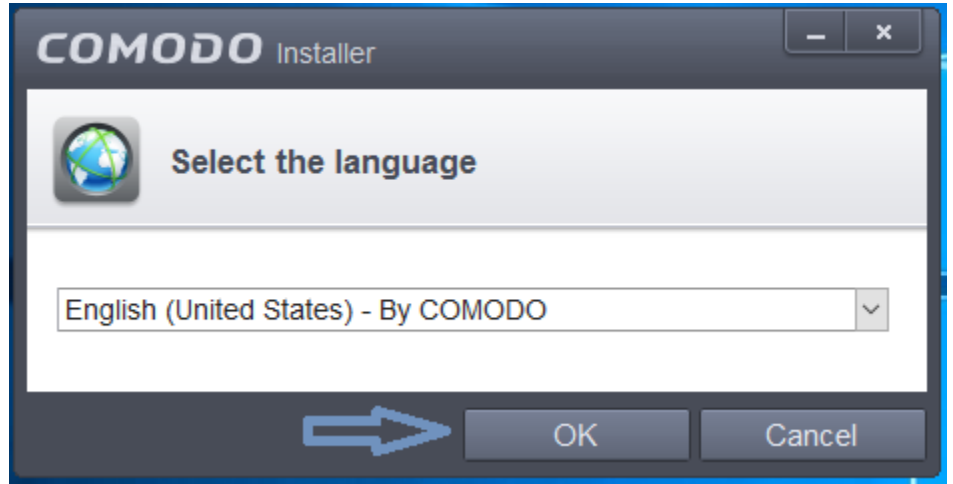 COMODO Installer
Select the language
English (United States) - By COMODO
OK Cancel